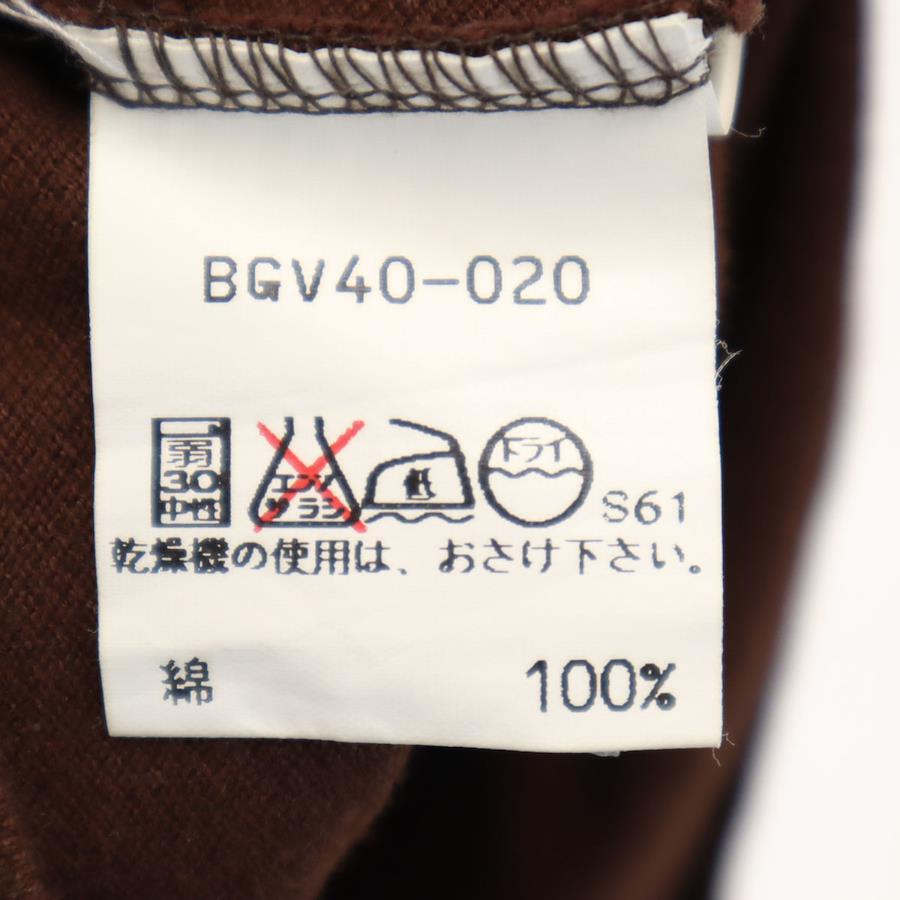 BGV40-020
弱
30
中性
エンソ
サラシ
ドライ
S61
乾燥機の使用は、おさけ下さい。
綿 100%